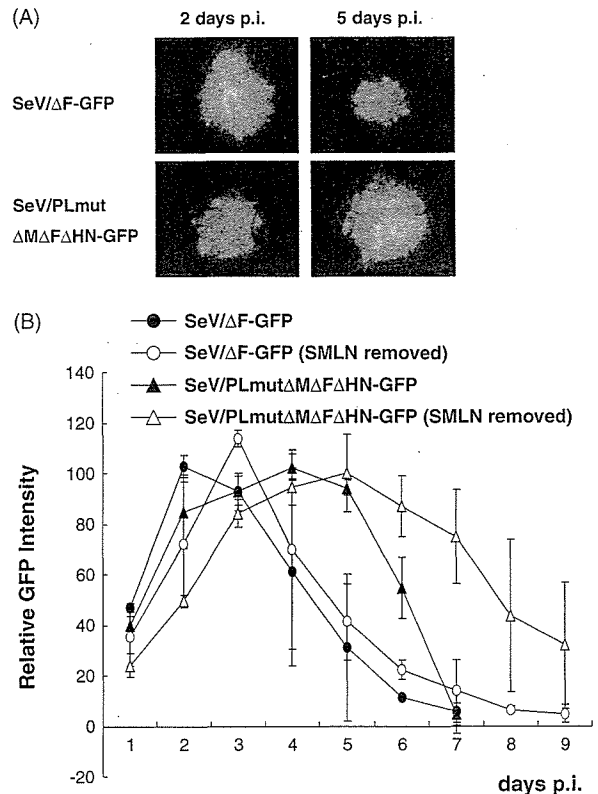 (A)
2 days p.i. 5 days p.i.
SeV/ΔF-GFP
SeV/PLmut
ΔMΔFΔHN-GFP
(B)
SeV/ΔF-GFP
SeV/ΔF-GFP (SMLN removed)
SeV/PLmutΔMΔFΔHN-GFP
SeV/PLmutΔMΔFΔHN-GFP (SMLN removed)
Relative GFP Intensity
140
120
100
80
60
40
20
0
-20
1 2 3 4 5 6 7 8 9
days p.i.